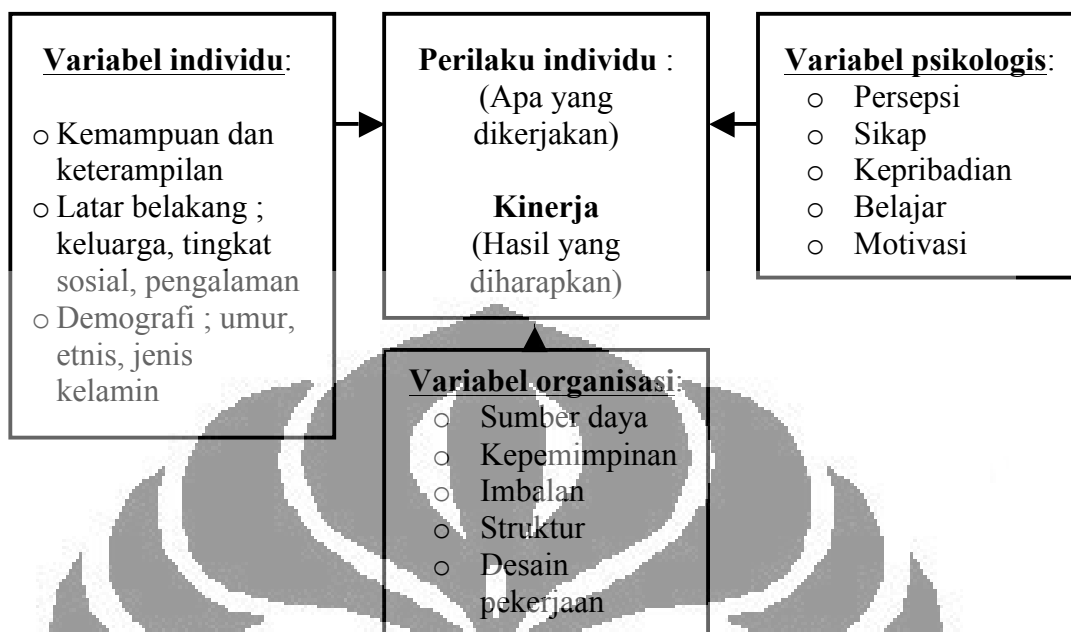 Variabel individu:
o Kemampuan dan
keterampilan
o Latar belakang ;
keluarga, tingkat
sosial, pengalaman
o Demografi ; umur,
etnis, jenis
kelamin
Perilaku individu :
(Apa yang
dikerjakan)
Kinerja
(Hasil yang
diharapkan)
Variabel psikologis:
o Persepsi
o Sikap
o Kepribadian
o Belajar
o Motivasi
Variabel organisasi:
o Sumber daya
o Kepemimpinan
o Imbalan
o Struktur
o Desain
pekerjaan